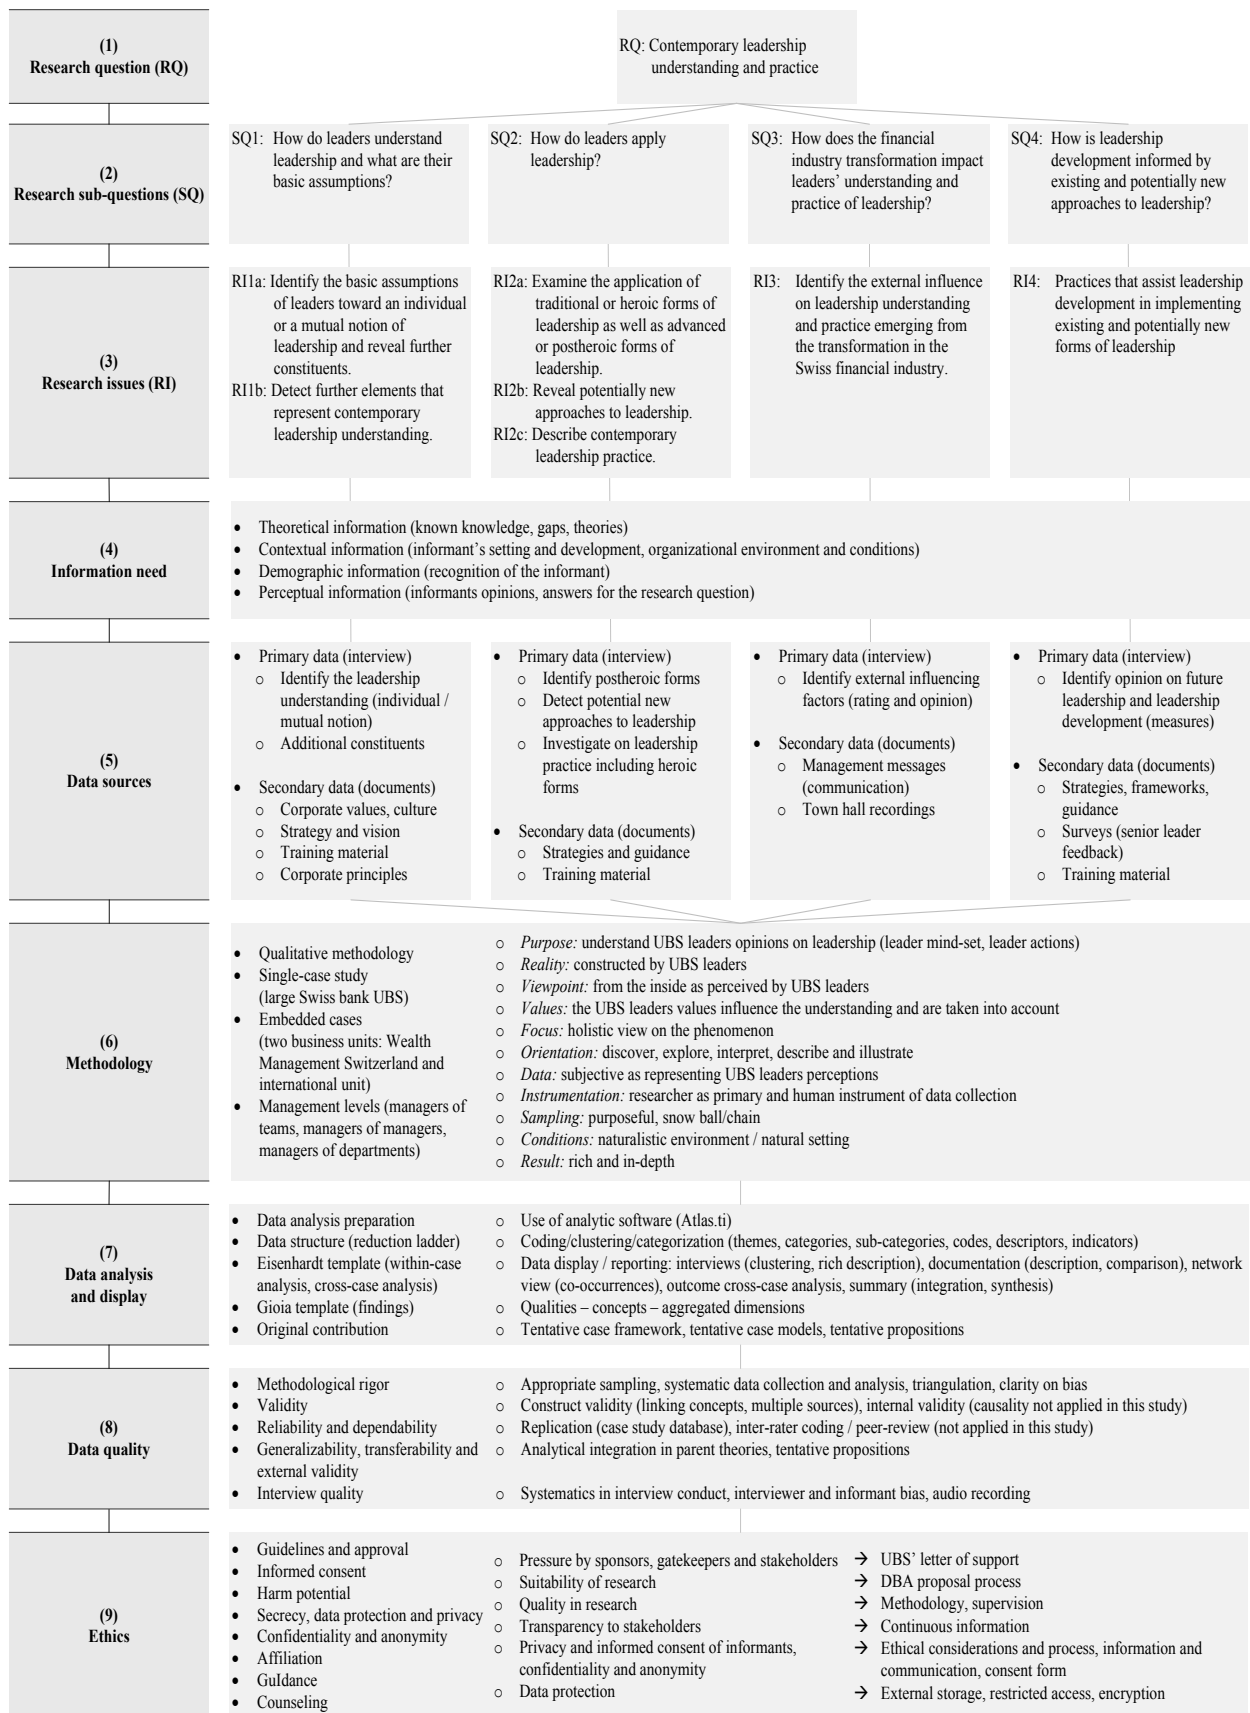 (1)
Research question (RQ)
RQ: Contemporary leadership
understanding and practice
(2)
Research sub-questions (SQ)
SQ1: How do leaders understand
leadership and what are their
basic assumptions?
SQ2: How do leaders apply
leadership?
SQ3: How does the financial
industry transformation impact
leaders’ understanding and
practice of leadership?
SQ4: How is leadership
development informed by
existing and potentially new
approaches to leadership?
(3)
Research issues (RI)
RI1a: Identify the basic assumptions
of leaders toward an individual
or a mutual notion of
leadership and reveal further
constituents.
RI1b: Detect further elements that
represent contemporary
leadership understanding.
RI2a: Examine the application of
traditional or heroic forms of
leadership as well as advanced
or postheroic forms of
leadership.
RI2b: Reveal potentially new
approaches to leadership.
RI2c: Describe contemporary
leadership practice.
RI3: Identify the external influence
on leadership understanding
and practice emerging from
the transformation in the
Swiss financial industry.
RI4: Practices that assist leadership
development in implementing
existing and potentially new
forms of leadership
(4)
Information need
• Theoretical information (known knowledge, gaps, theories)
• Contextual information (informant’s setting and development, organizational environment and conditions)
• Demographic information (recognition of the informant)
• Perceptual information (informants opinions, answers for the research question)
(5)
Data sources
• Primary data (interview)
o Identify the leadership
understanding (individual /
mutual notion)
o Additional constituents
• Secondary data (documents)
o Corporate values, culture
o Strategy and vision
o Training material
o Corporate principles
• Primary data (interview)
o Identify postheroic forms
o Detect potential new
approaches to leadership
o Investigate on leadership
practice including heroic
forms
• Secondary data (documents)
o Strategies and guidance
o Training material
• Primary data (interview)
o Identify external influencing
factors (rating and opinion)
• Secondary data (documents)
o Management messages
(communication)
o Town hall recordings
• Primary data (interview)
o Identify opinion on future
leadership and leadership
development (measures)
• Secondary data (documents)
o Strategies, frameworks,
guidance
o Surveys (senior leader
feedback)
o Training material
(6)
Methodology
• Qualitative methodology
• Single-case study
(large Swiss bank UBS)
• Embedded cases
(two business units: Wealth
Management Switzerland and
international unit)
• Management levels (managers of
teams, managers of managers,
managers of departments)
o Purpose: understand UBS leaders opinions on leadership (leader mind-set, leader actions)
o Reality: constructed by UBS leaders
o Viewpoint: from the inside as perceived by UBS leaders
o Values: the UBS leaders values influence the understanding and are taken into account
o Focus: holistic view on the phenomenon
o Orientation: discover, explore, interpret, describe and illustrate
o Data: subjective as representing UBS leaders perceptions
o Instrumentation: researcher as primary and human instrument of data collection
o Sampling: purposeful, snow ball/chain
o Conditions: naturalistic environment / natural setting
o Result: rich and in-depth
(7)
Data analysis
and display
• Data analysis preparation
• Data structure (reduction ladder)
• Eisenhardt template (within-case
analysis, cross-case analysis)
• Gioia template (findings)
• Original contribution
o Use of analytic software (Atlas.ti)
o Coding/clustering/categorization (themes, categories, sub-categories, codes, descriptors, indicators)
o Data display / reporting: interviews (clustering, rich description), documentation (description, comparison), network
view (co-occurrences), outcome cross-case analysis, summary (integration, synthesis)
o Qualities – concepts – aggregated dimensions
o Tentative case framework, tentative case models, tentative propositions
(8)
Data quality
• Methodological rigor
• Validity
• Reliability and dependability
• Generalizability, transferability and
external validity
• Interview quality
o Appropriate sampling, systematic data collection and analysis, triangulation, clarity on bias
o Construct validity (linking concepts, multiple sources), internal validity (causality not applied in this study)
o Replication (case study database), inter-rater coding / peer-review (not applied in this study)
o Analytical integration in parent theories, tentative propositions
o Systematics in interview conduct, interviewer and informant bias, audio recording
(9)
Ethics
• Guidelines and approval
• Informed consent
• Harm potential
• Secrecy, data protection and privacy
• Confidentiality and anonymity
• Affiliation
• GuIdance
• Counseling
o Pressure by sponsors, gatekeepers and stakeholders
o Suitability of research
o Quality in research
o Transparency to stakeholders
o Privacy and informed consent of informants,
confidentiality and anonymity
o Data protection
→ UBS’ letter of support
→ DBA proposal process
→ Methodology, supervision
→ Continuous information
→ Ethical considerations and process, information and
communication, consent form
→ External storage, restricted access, encryption